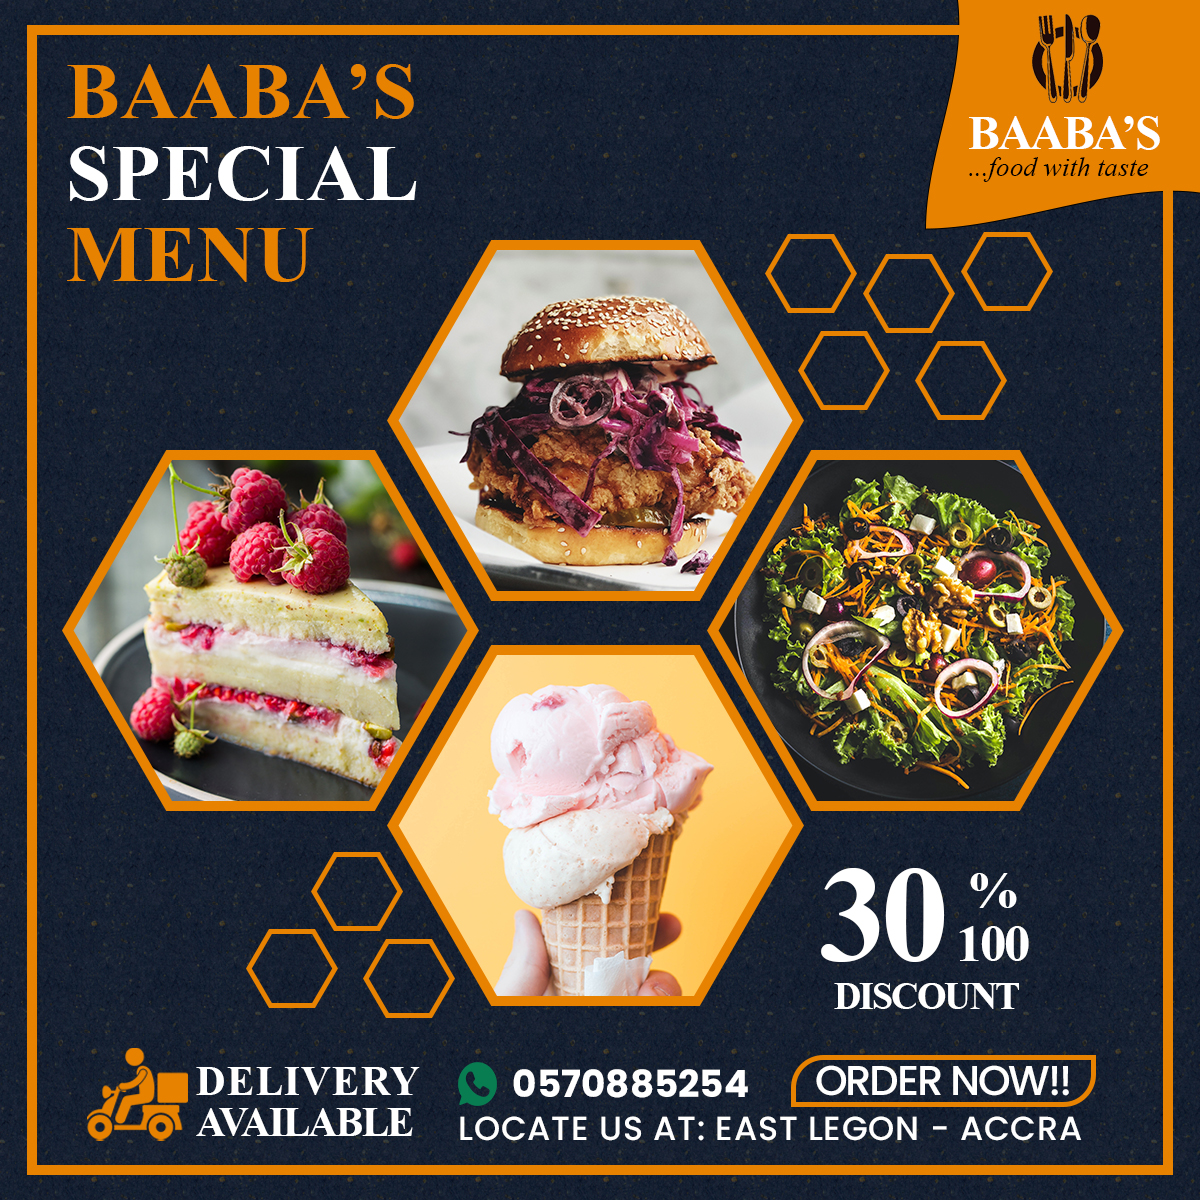 BAABA’S
SPECIAL
MENU
BAABA’S
...food with taste
30 %
100
DISCOUNT
DELIVERY
AVAILABLE
0570885254
ORDER NOW!!
LOCATE US AT: EAST LEGON - ACCRA